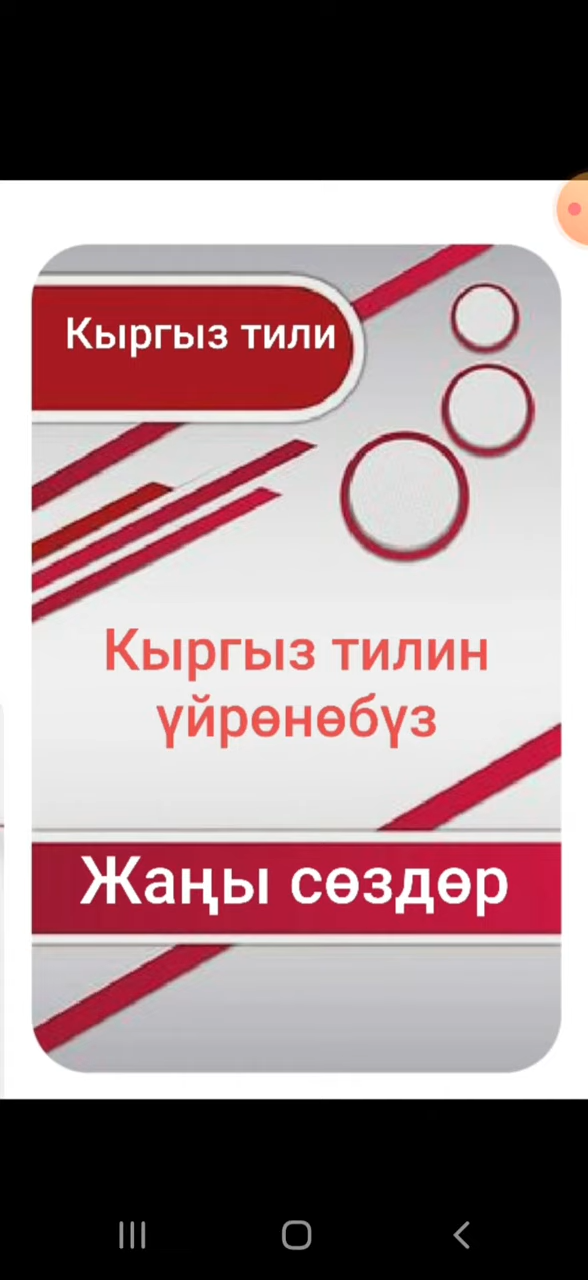 Кыргыз тили
Кыргыз тилин
үйрөнөбүз
Жаңы сөздөр